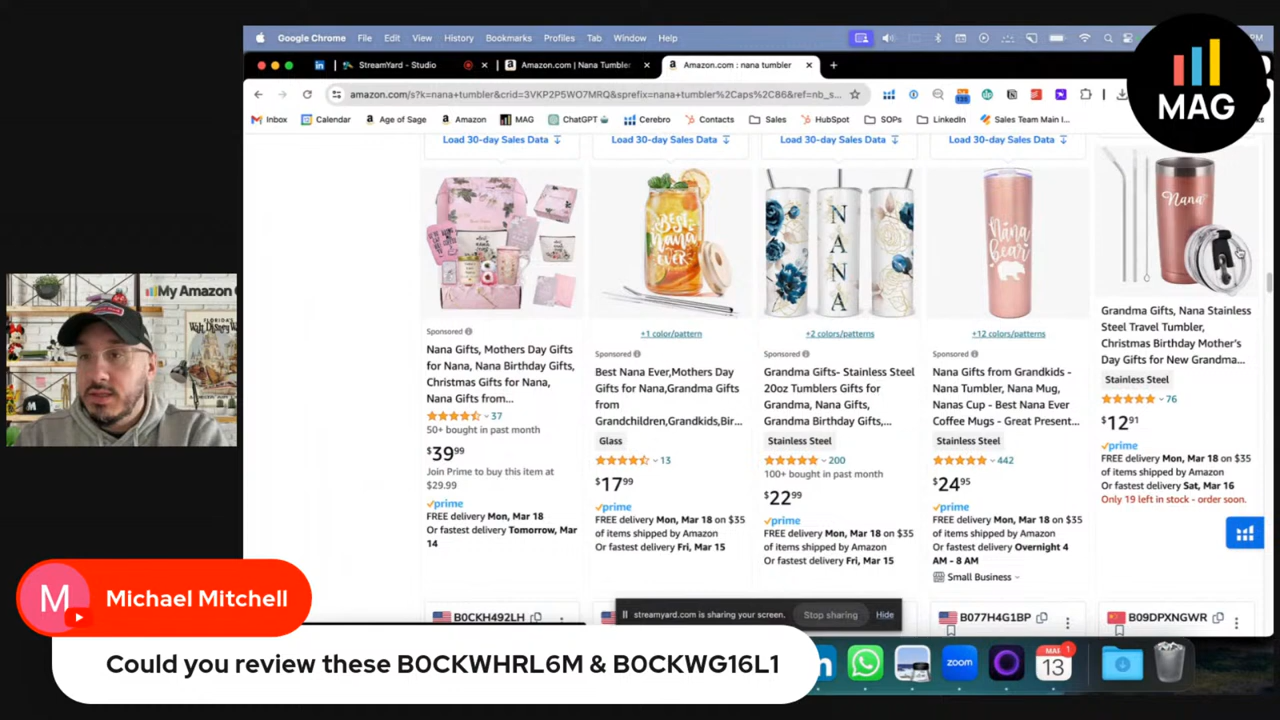 Google Chrome File Edit View History Bookmarks Profiles Tab Window Help
StreamYard - Studio
Amazon.com | Nana Tumbler
Amazon.com : nana tumbler
amazon.com/s?k=nana+tumbler&crid=3VKP2P5WO7MRQ&sprefix=nana+tumbler%2Caps%2C86&ref=nb_s...
Inbox Calendar Age of Sage Amazon MAG ChatGPT Cerebro Contacts Sales HubSpot SOPs LinkedIn Sales Team Main I...
MAG
Load 30-day Sales Data
Load 30-day Sales Data
Load 30-day Sales Data
Load 30-day Sales Data
BEST
NANA
EVER
NANA
Nana
Bear
Nana
Sponsored
Nana Gifts, Mothers Day Gifts
for Nana, Nana Birthday Gifts,
Christmas Gifts for Nana,
Nana Gifts from...
37
50+ bought in past month
$3999
Join Prime to buy this item at
$29.99
prime
FREE delivery Mon, Mar 18
Or fastest delivery Tomorrow, Mar
14
+1 color/pattern
Sponsored
Best Nana Ever,Mothers Day
Gifts for Nana,Grandma Gifts
from
Grandchildren,Grandkids,Bir...
Glass
13
$1799
prime
FREE delivery Mon, Mar 18 on $35
of items shipped by Amazon
Or fastest delivery Fri, Mar 15
+2 colors/patterns
Sponsored
Grandma Gifts- Stainless Steel
20oz Tumblers Gifts for
Grandma, Nana Gifts,
Grandma Birthday Gifts,...
Stainless Steel
200
100+ bought in past month
$2299
prime
FREE delivery Mon, Mar 18 on $35
of items shipped by Amazon
Or fastest delivery Fri, Mar 15
+12 colors/patterns
Sponsored
Nana Gifts from Grandkids -
Nana Tumbler, Nana Mug,
Nanas Cup - Best Nana Ever
Coffee Mugs - Great Present...
Stainless Steel
442
$2495
prime
FREE delivery Mon, Mar 18 on $35
of items shipped by Amazon
Or fastest delivery Overnight 4
AM - 8 AM
Small Business
Grandma Gifts, Nana Stainless
Steel Travel Tumbler,
Christmas Birthday Mother's
Day Gifts for New Grandma...
Stainless Steel
76
$1291
prime
FREE delivery Mon, Mar 18 on $35
of items shipped by Amazon
Or fastest delivery Sat, Mar 16
Only 19 left in stock - order soon.
B0CKH492LH
B077H4G1BP
B09DPXNGWR
streamyard.com is sharing your screen. Stop sharing Hide
My Amazon
FLORIDA'S
Walt Disney
M
Michael Mitchell
Could you review these B0CKWHRL6M & B0CKWG16L1
zoom
MAR 1
13